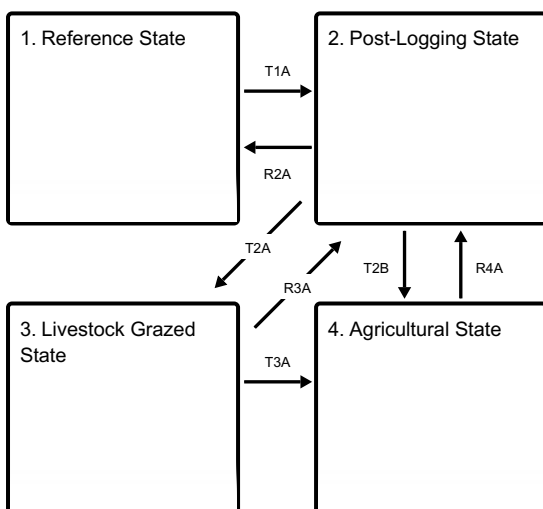 1. Reference State
2. Post-Logging State
T1A
R2A
T2A
R3A
T2B
R4A
3. Livestock Grazed
State
4. Agricultural State
T3A